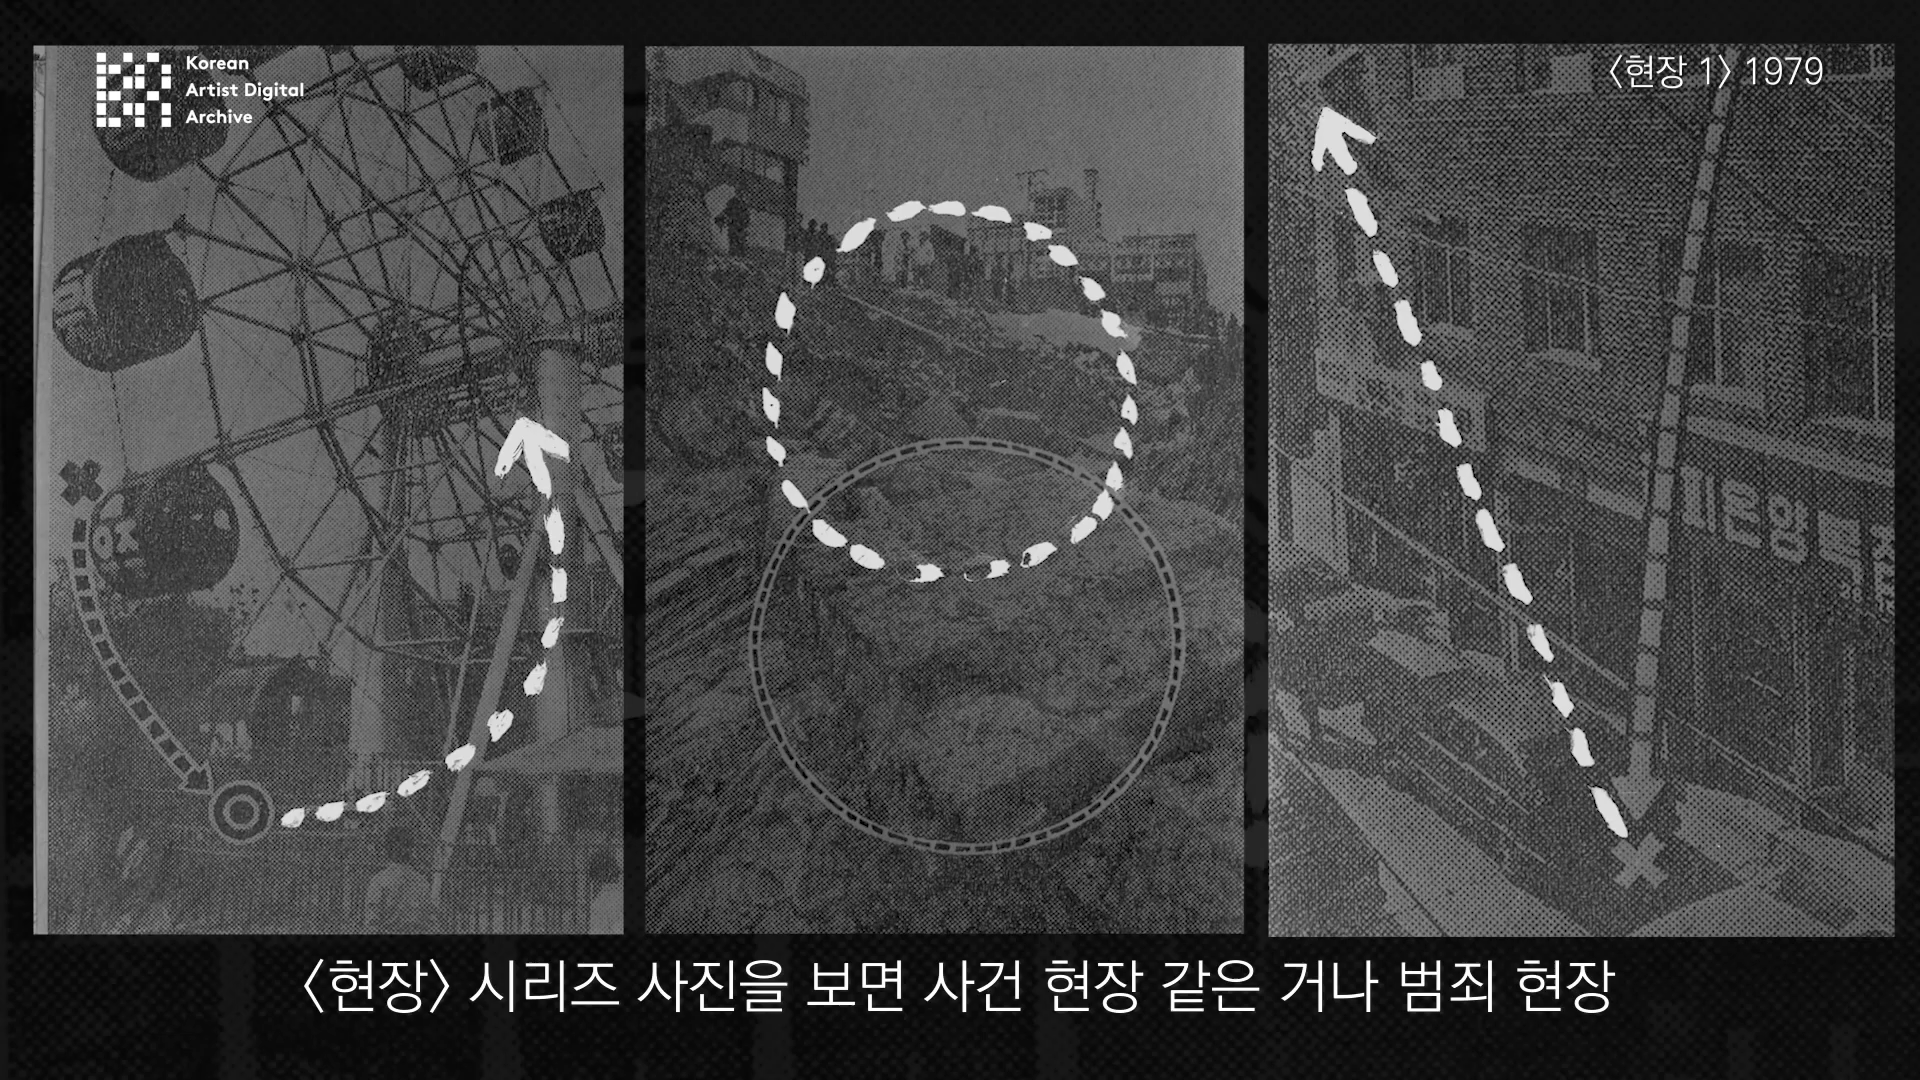 Korean
Artist Digital
Archive
〈현장 1〉 1979
OK
〈현장〉 시리즈 사진을 보면 사건 현장 같은 거나 범죄 현장